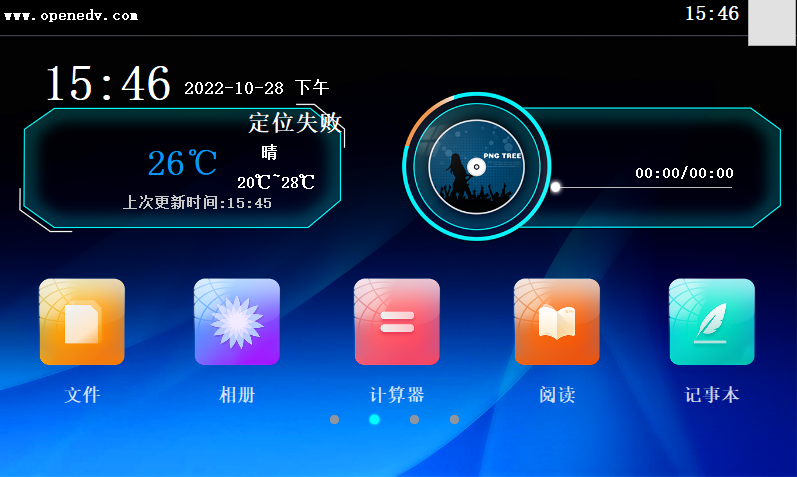 www.openedv.com
15:46
15:46 2022-10-28 下午
定位失败
26℃
晴
20℃~28℃
上次更新时间:15:45
PNG TREE
00:00/00:00
文件
相册
计算器
阅读
记事本